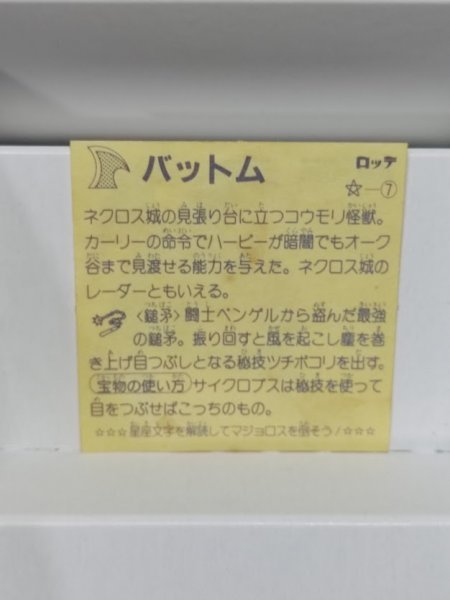 バットム
ロッテ
☆—⑦
ネクロス城の見張り台に立つコウモリ怪獣。
カーリーの命令でハーピーが暗闇でもオーク
谷まで見渡せる能力を与えた。ネクロス城の
レーダーともいえる。
〈鎚矛〉闘士ベンゲルから盗んだ最強
の鎚矛。振り回すと風を起こし塵を巻
き上げ目つぶしとなる秘技ツチボコリを出す。
宝物の使い方 サイクロプスは秘技を使って
目をつぶせばこっちのもの。
☆☆☆星座文字を解読してマジョロスを倒そう！☆☆☆